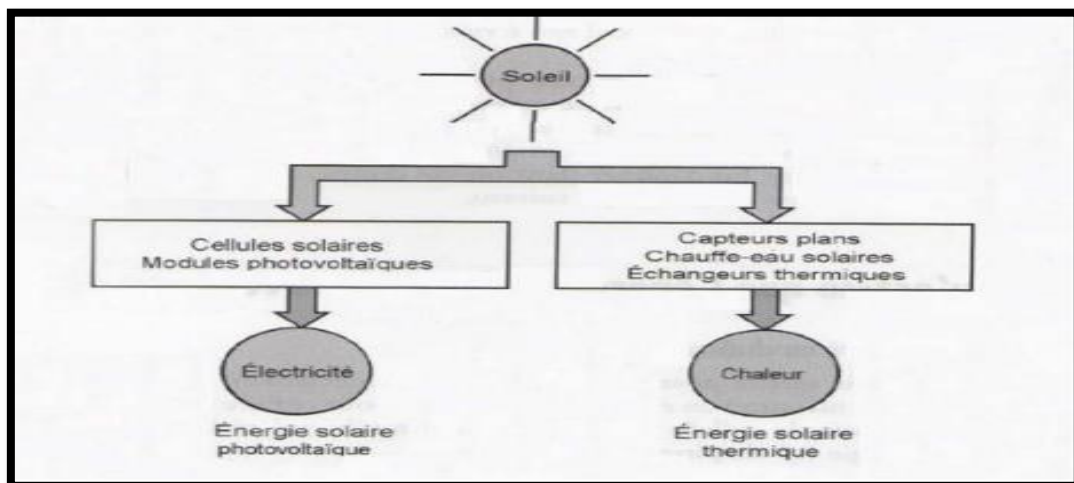 Soleil
Cellules solaires
Modules photovoltaïques
Capteurs plans
Chauffe-eau solaires
Échangeurs thermiques
Électricité
Chaleur
Énergie solaire
photovoltaïque
Énergie solaire
thermique